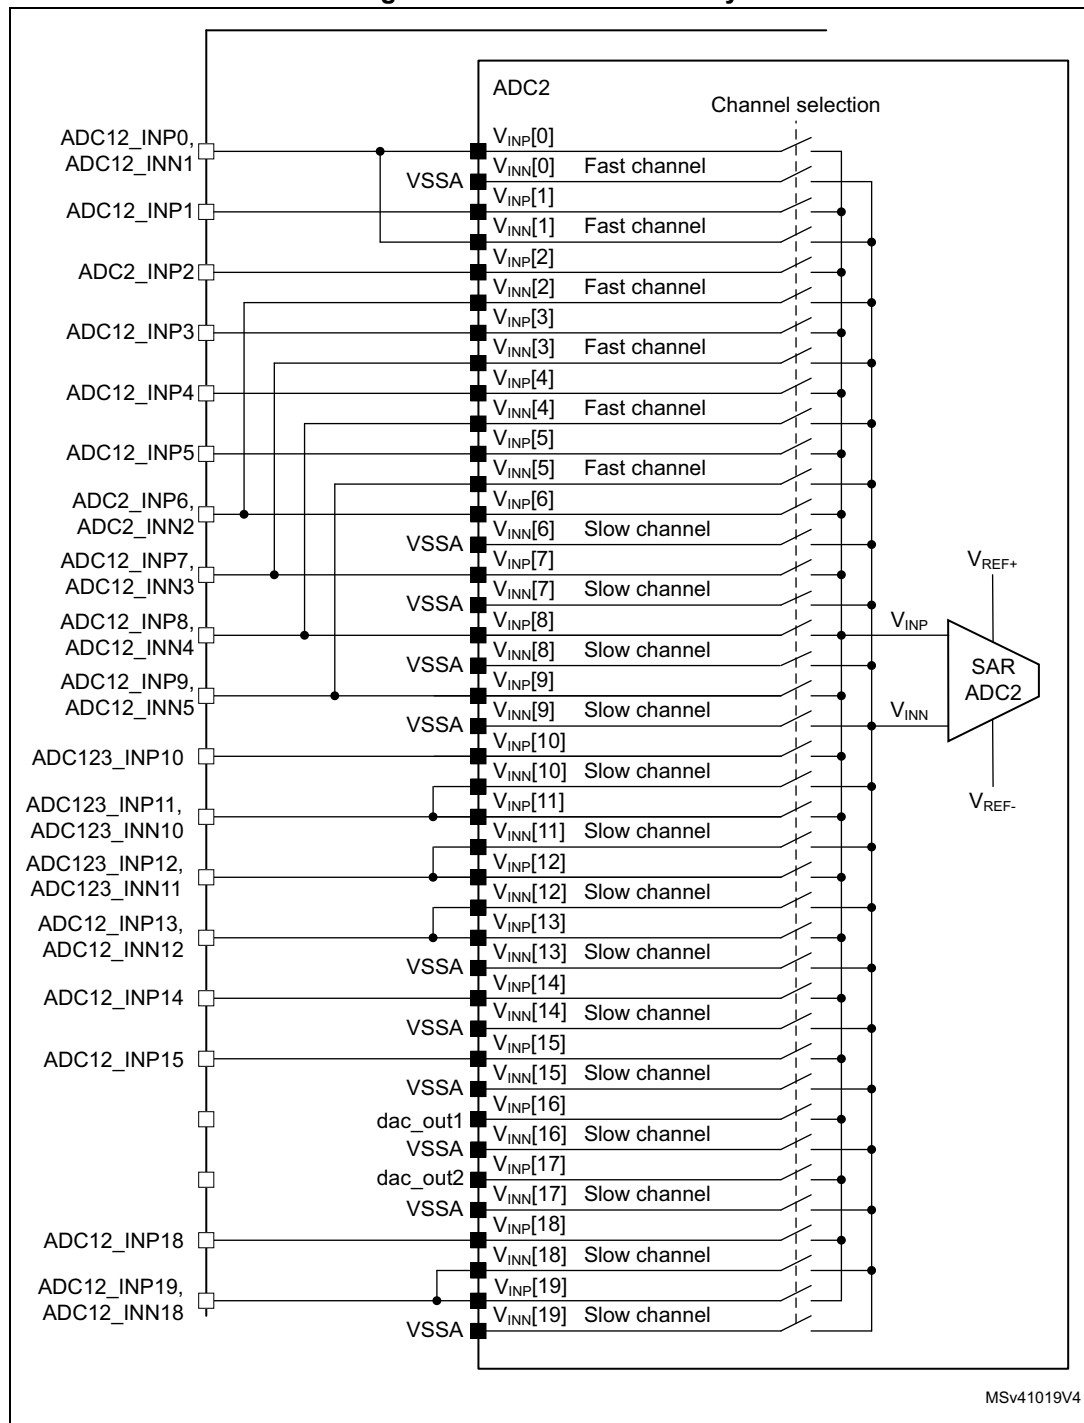 ADC2
Channel selection
ADC12_INP0,
ADC12_INN1
VINP[0]
VINN[0] Fast channel
VSSA
ADC12_INP1
VINP[1]
VINN[1] Fast channel
ADC2_INP2
VINP[2]
VINN[2] Fast channel
ADC12_INP3
VINP[3]
VINN[3] Fast channel
ADC12_INP4
VINP[4]
VINN[4] Fast channel
ADC12_INP5
VINP[5]
VINN[5] Fast channel
ADC2_INP6,
ADC2_INN2
VINP[6]
VINN[6] Slow channel
VSSA
ADC12_INP7,
ADC12_INN3
VINP[7]
VINN[7] Slow channel
VSSA
ADC12_INP8,
ADC12_INN4
VINP[8]
VINN[8] Slow channel
VSSA
ADC12_INP9,
ADC12_INN5
VINP[9]
VINN[9] Slow channel
VSSA
VREF+
VINP
SAR
ADC2
VINN
VREF-
ADC123_INP10
VINP[10]
VINN[10] Slow channel
ADC123_INP11,
ADC123_INN10
VINP[11]
VINN[11] Slow channel
ADC123_INP12,
ADC123_INN11
VINP[12]
VINN[12] Slow channel
ADC12_INP13,
ADC12_INN12
VINP[13]
VINN[13] Slow channel
VSSA
ADC12_INP14
VINP[14]
VINN[14] Slow channel
VSSA
ADC12_INP15
VINP[15]
VINN[15] Slow channel
VSSA
VINP[16]
dac_out1
VINN[16] Slow channel
VSSA
VINP[17]
dac_out2
VINN[17] Slow channel
VSSA
ADC12_INP18
VINP[18]
VINN[18] Slow channel
ADC12_INP19,
ADC12_INN18
VINP[19]
VINN[19] Slow channel
VSSA
MSv41019V4